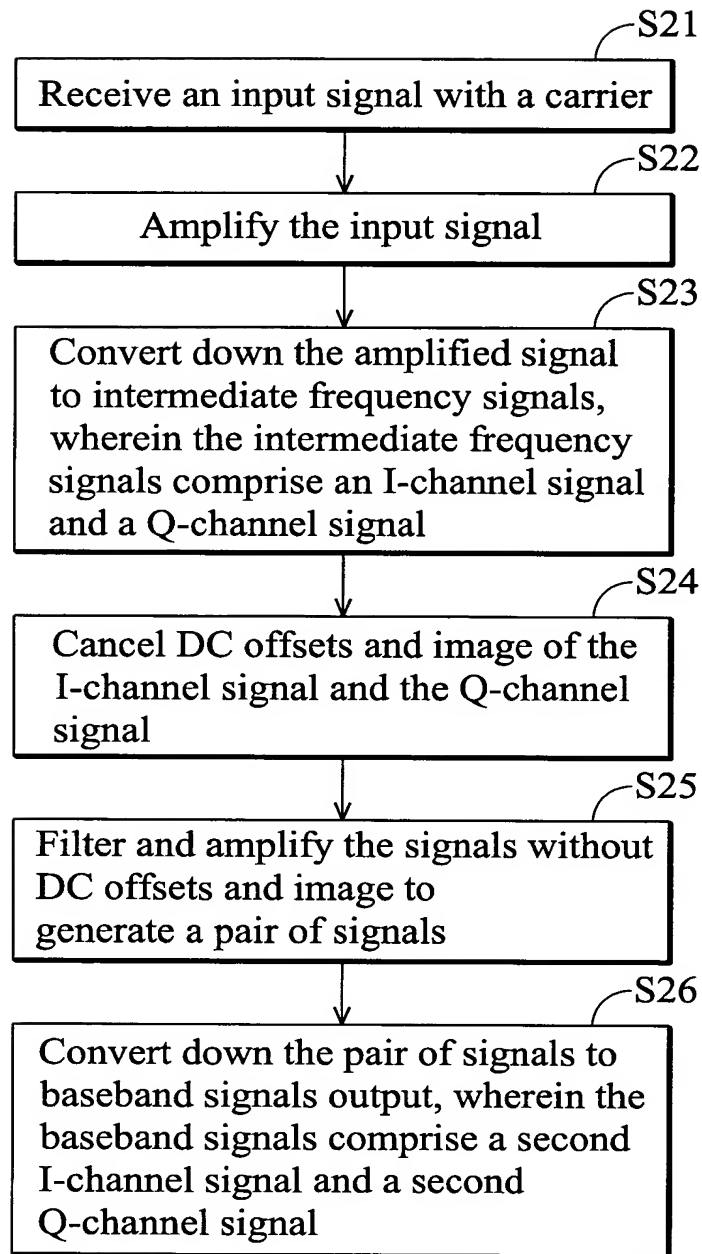 S21
Receive an input signal with a carrier
S22
Amplify the input signal
S23
Convert down the amplified signal
to intermediate frequency signals,
wherein the intermediate frequency
signals comprise an I-channel signal
and a Q-channel signal
S24
Cancel DC offsets and image of the
I-channel signal and the Q-channel
signal
S25
Filter and amplify the signals without
DC offsets and image to
generate a pair of signals
S26
Convert down the pair of signals to
baseband signals output, wherein the
baseband signals comprise a second
I-channel signal and a second
Q-channel signal